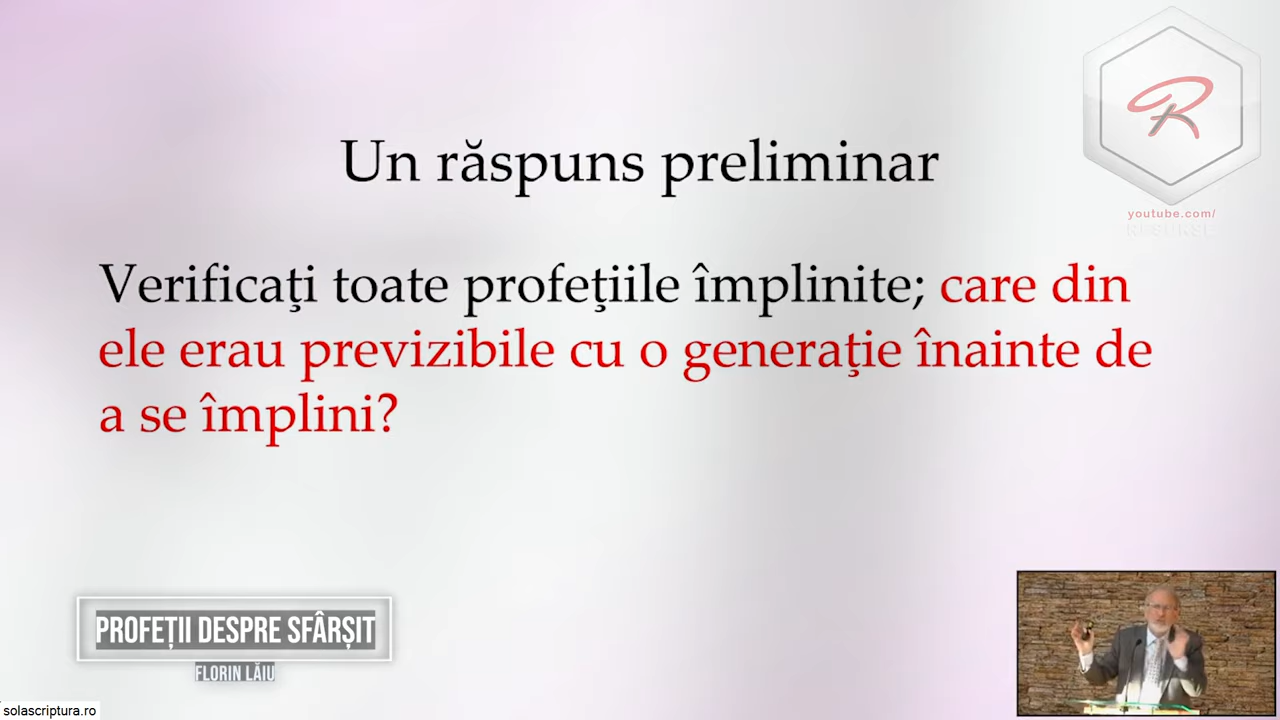 Un răspuns preliminar
Verificaţi toate profeţiile împlinite; care din
ele erau previzibile cu o generaţie înainte de
a se împlini?
youtube.com/
RESURSE
PROFEȚII DESPRE SFÂRȘIT
FLORIN LĂIU
solascriptura.ro